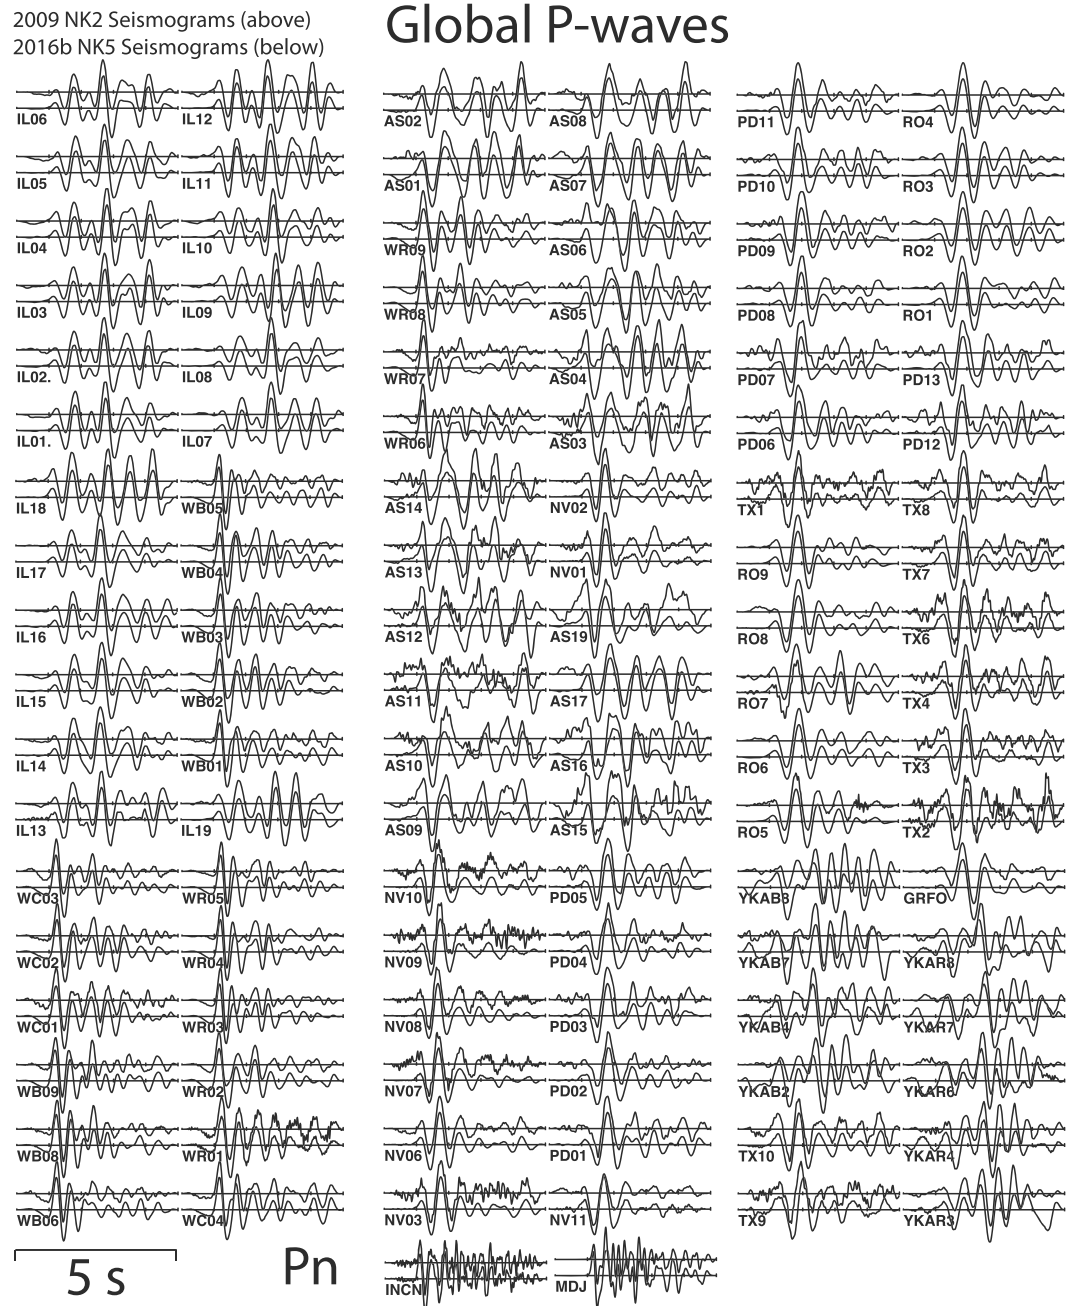 2009 NK2 Seismograms (above)
2016b NK5 Seismograms (below)
Global P-waves
IL06 IL12 AS02 AS08 PD11 RO4
IL05 IL11 AS01 AS07 PD10 RO3
IL04 IL10 WR09 AS06 PD09 RO2
IL03 IL09 WR08 AS05 PD08 RO1
IL02. IL08 WR07 AS04 PD07 PD13
IL01. IL07 WR06 AS03 PD06 PD12
IL18 WB05 AS14 NV02 TX1 TX8
IL17 WB04 AS13 NV01 RO9 TX7
IL16 WB03 AS12 AS19 RO8 TX6
IL15 WB02 AS11 AS17 RO7 TX4
IL14 WB01 AS10 AS16 RO6 TX3
IL13 IL19 AS09 AS15 RO5 TX2
WC03 WR05 NV10 PD05 YKAB3 GRFO
WC02 WR04 NV09 PD04 YKAB7 YKAR8
WC01 WR03 NV08 PD03 YKAB4 YKAR7
WB09 WR02 NV07 PD02 YKAB2 YKAR6
WB08 WR01 NV06 PD01 TX10 YKAR4
WB06 WC04 NV03 NV11 TX9 YKAR3
5 s Pn INCN MDJ